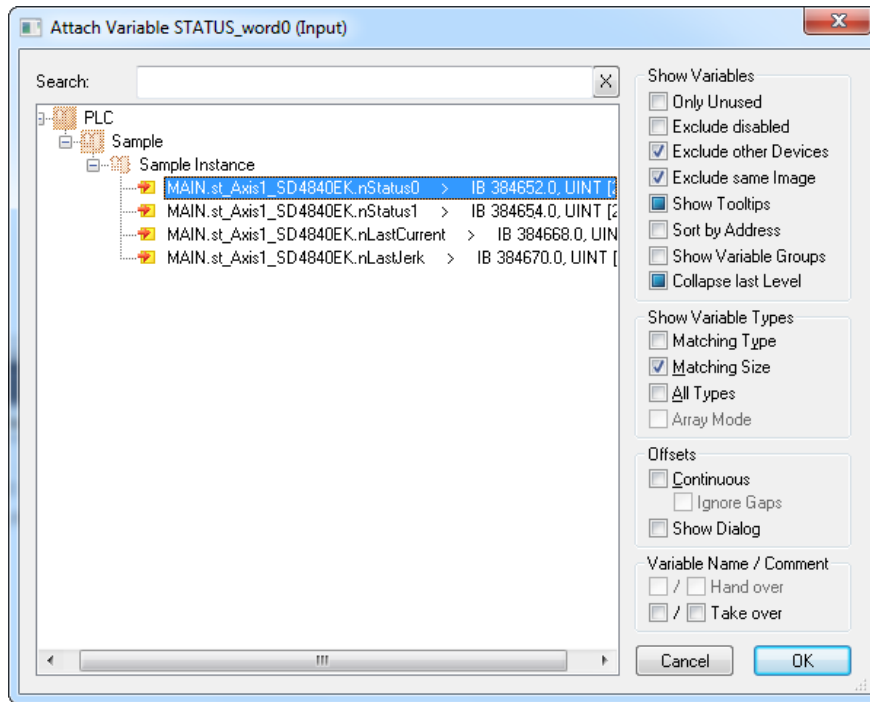 Attach Variable STATUS_word0 (Input)
Search:
X
PLC
Sample
Sample Instance
MAIN.st_Axis1_SD4840EK.nStatus0 > IB 384652.0, UINT [2
MAIN.st_Axis1_SD4840EK.nStatus1 > IB 384654.0, UINT [2
MAIN.st_Axis1_SD4840EK.nLastCurrent > IB 384668.0, UIN
MAIN.st_Axis1_SD4840EK.nLastJerk > IB 384670.0, UINT [
Show Variables
Only Unused
Exclude disabled
Exclude other Devices
Exclude same Image
Show Tooltips
Sort by Address
Show Variable Groups
Collapse last Level
Show Variable Types
Matching Type
Matching Size
All Types
Array Mode
Offsets
Continuous
Ignore Gaps
Show Dialog
Variable Name / Comment
/ Hand over
/ Take over
Cancel
OK